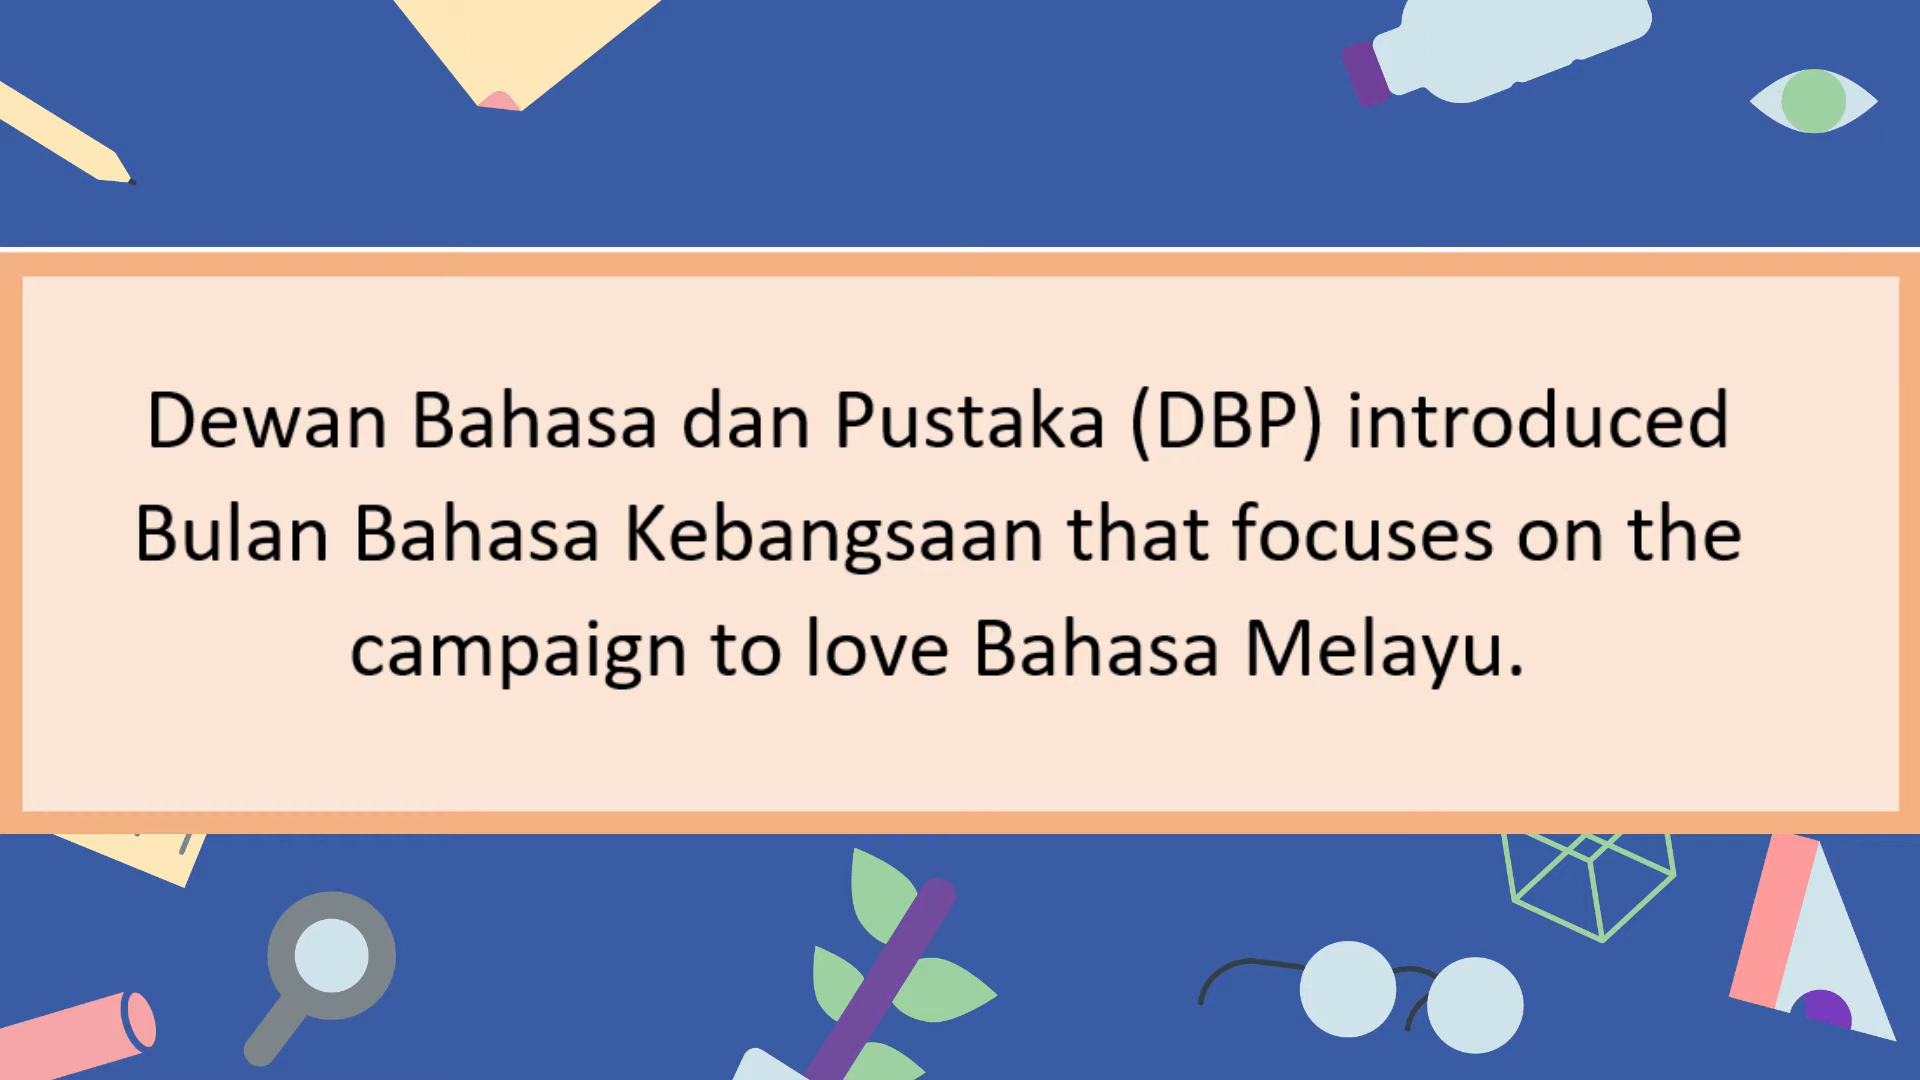 Dewan Bahasa dan Pustaka (DBP) introduced
Bulan Bahasa Kebangsaan that focuses on the
campaign to love Bahasa Melayu.